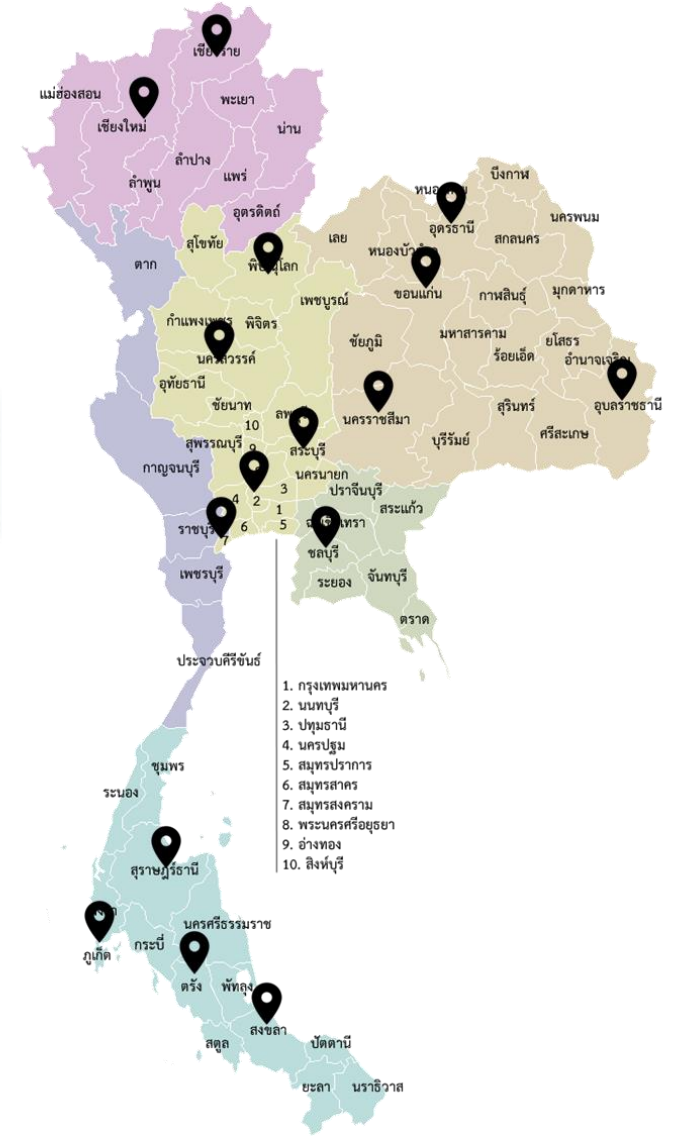 เชียงราย
แม่ฮ่องสอน
พะเยา
เชียงใหม่
น่าน
ลำปาง
แพร่
ลำพูน
อุตรดิตถ์
บึงกาฬ
นครพนม
อุดรธานี
สกลนคร
เลย
สุโขทัย
ตาก
พิษณุโลก
หนองบัวลำภู
ขอนแก่น
กาฬสินธุ์
มุกดาหาร
เพชรบูรณ์
กำแพงเพชร
พิจิตร
มหาสารคาม
ยโสธร
ชัยภูมิ
ร้อยเอ็ด
อำนาจเจริญ
นครสวรรค์
อุทัยธานี
ชัยนาท
นครราชสีมา
สุรินทร์
อุบลราชธานี
10
บุรีรัมย์
ศรีสะเกษ
สุพรรณบุรี
9
สระบุรี
กาญจนบุรี
นครนายก
ปราจีนบุรี
3
4
2
สระแก้ว
1
ราชบุรี
6
5
7
ชลบุรี
เพชรบุรี
ระยอง
จันทบุรี
ตราด
ประจวบคีรีขันธ์
1. กรุงเทพมหานคร
2. นนทบุรี
3. ปทุมธานี
4. นครปฐม
5. สมุทรปราการ
6. สมุทรสาคร
7. สมุทรสงคราม
8. พระนครศรีอยุธยา
9. อ่างทอง
10. สิงห์บุรี
ชุมพร
ระนอง
สุราษฎร์ธานี
นครศรีธรรมราช
กระบี่
ภูเก็ต
ตรัง
พัทลุง
สงขลา
สตูล
ปัตตานี
ยะลา
นราธิวาส